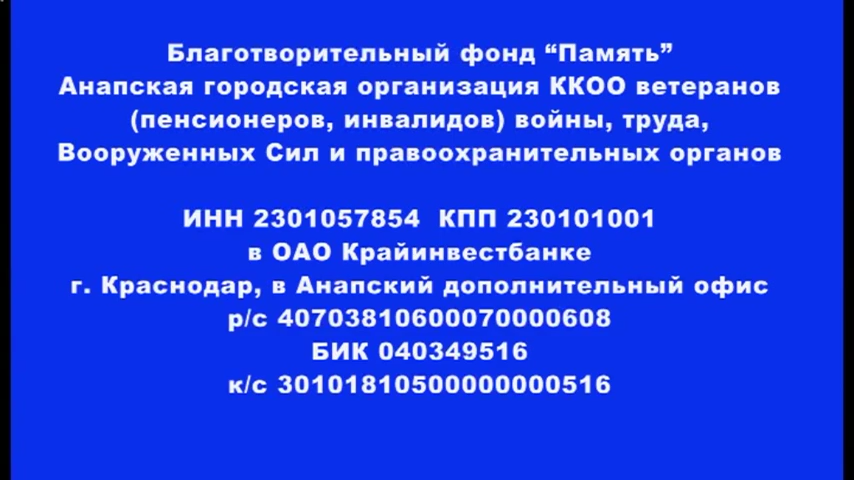 Благотворительный фонд “Память”
Анапская городская организация ККОО ветеранов
(пенсионеров, инвалидов) войны, труда,
Вооруженных Сил и правоохранительных органов
ИНН 2301057854 КПП 230101001
в ОАО Крайинвестбанке
г. Краснодар, в Анапский дополнительный офис
р/с 40703810600070000608
БИК 040349516
к/с 30101810500000000516